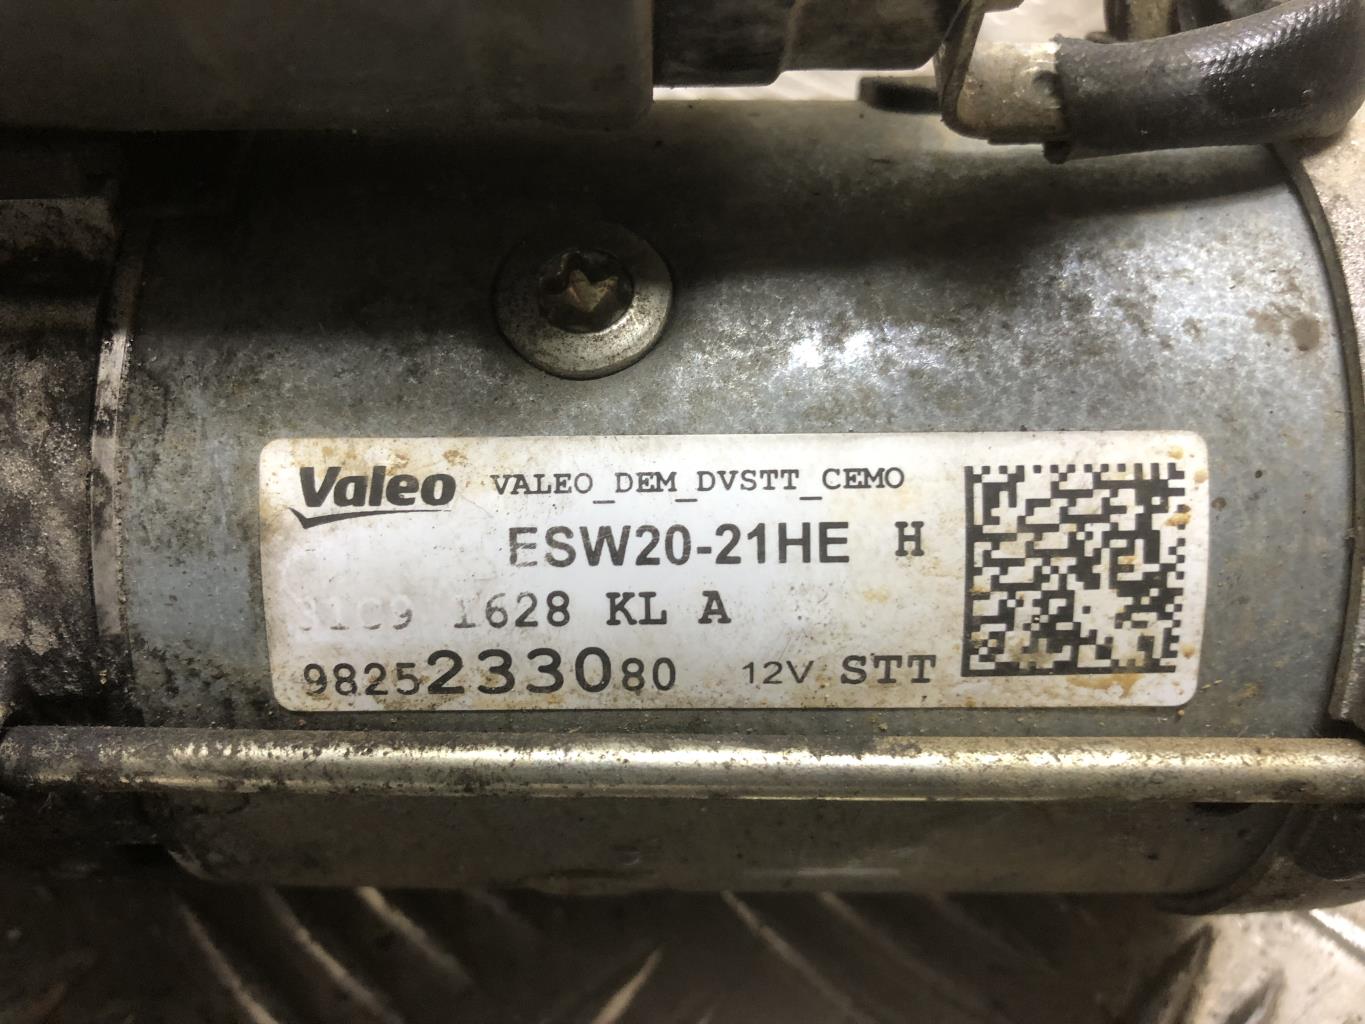 Valeo VALEO_DEM_DVSTT_CEMO
ESW20-21HE H
1628 KL A
9825233080 12V STT